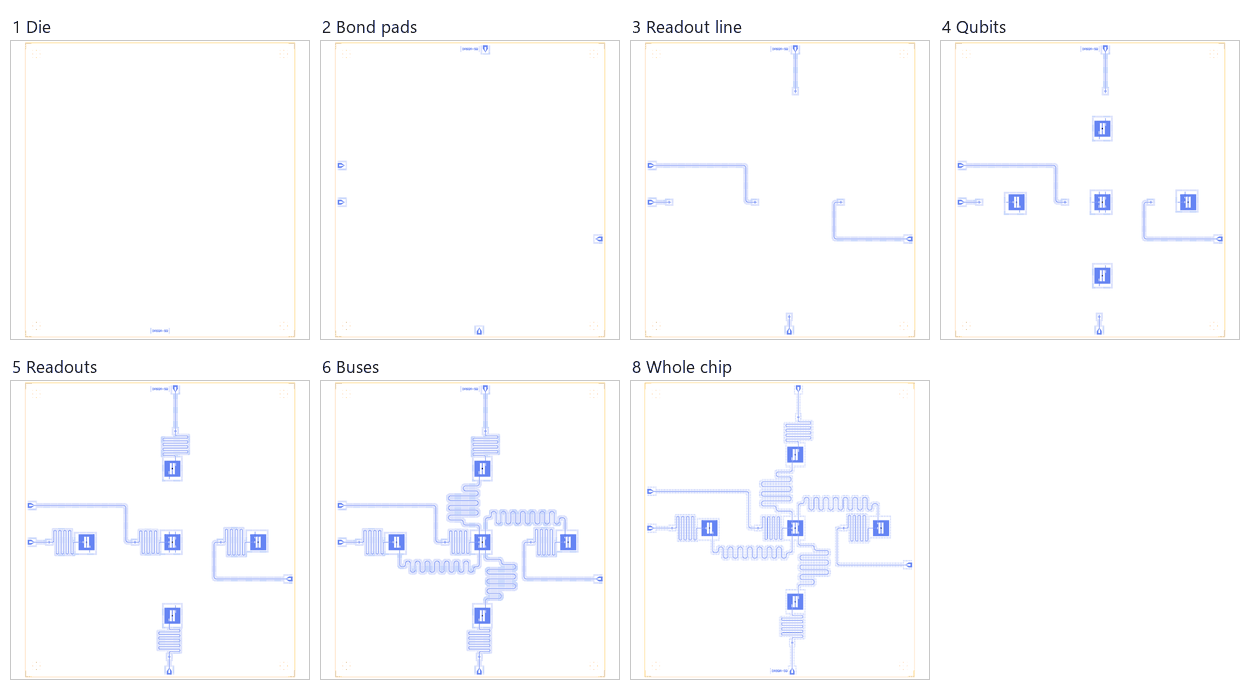 1 Die
2 Bond pads
3 Readout line
4 Qubits
5 Readouts
6 Buses
8 Whole chip